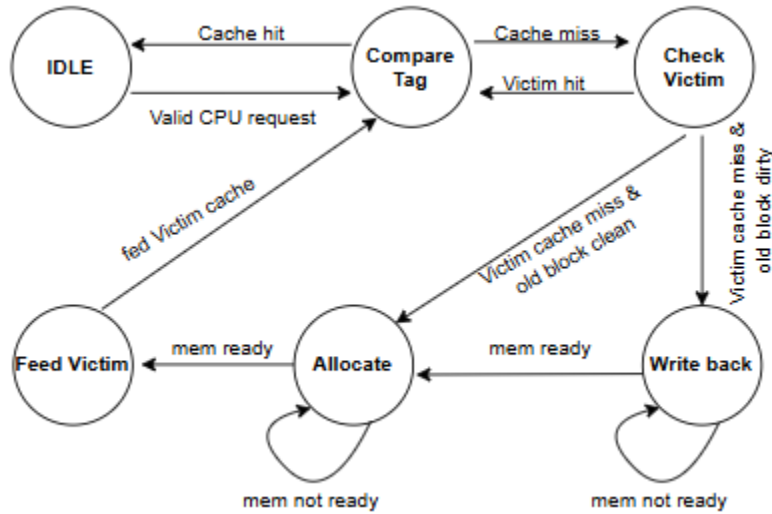 Cache hit
Cache miss
IDLE
Compare
Tag
Check
Victim
Victim hit
Valid CPU request
fed Victim cache
Victim cache miss &
old block clean
Victim cache miss &
old block dirty
Feed Victim
mem ready
Allocate
mem ready
Write back
mem not ready
mem not ready